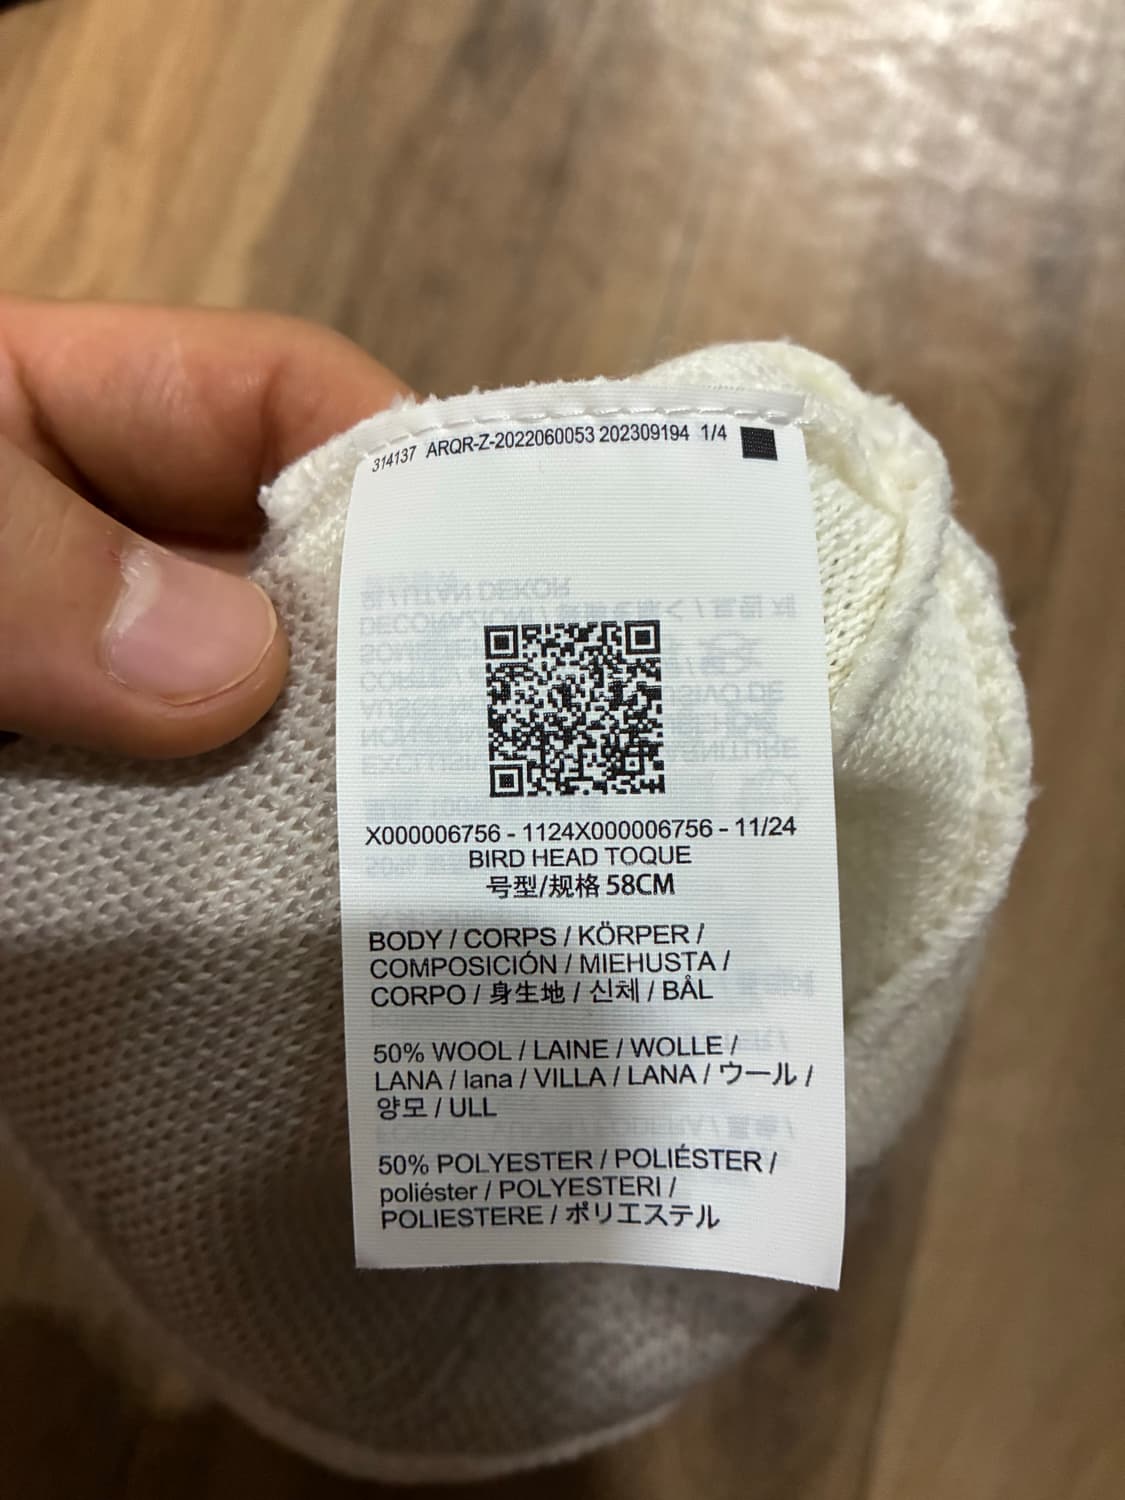 314137 ARQR-Z-2022060053 202309194 1/4
X000006756 - 1124X000006756 - 11/24
BIRD HEAD TOQUE
号型/规格 58CM
BODY / CORPS / KÖRPER /
COMPOSICIÓN / MIEHUSTA /
CORPO / 身生地 / 신체 / BÅL
50% WOOL / LAINE / WOLLE /
LANA / lana / VILLA / LANA / ウール /
양모 / ULL
50% POLYESTER / POLIÉSTER /
poliéster / POLYESTERI /
POLIESTERE / ポリエステル